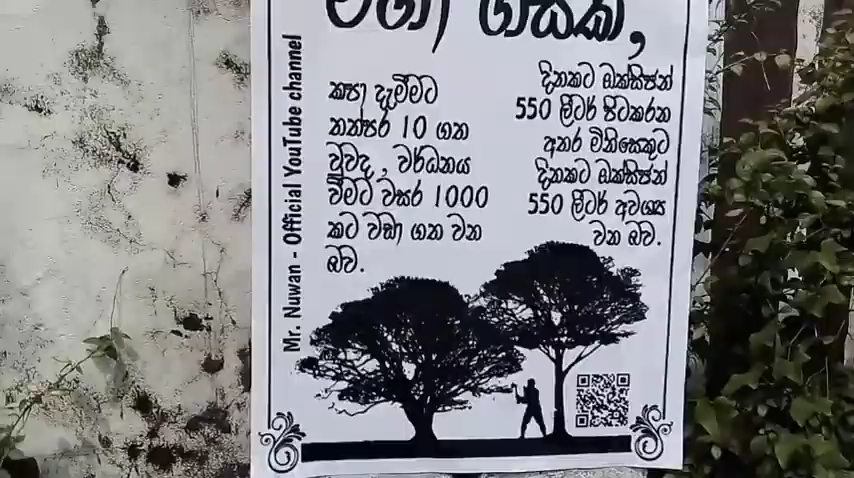 මහා ගසක්,
කපා දැමීමට
තත්පර 10 ගත
වුවද, වර්ධනය
වීමට වසර 1000
කට වඩා ගත වන
බව.
දිනකට ඔක්සිජන්
550 ලීටර් පිටකරන
අතර මිනිසෙකුට
දිනකට ඔක්සිජන්
550 ලීටර් අවශ්‍ය
වන බව.
Mr. Nuwan - Official YouTube channel